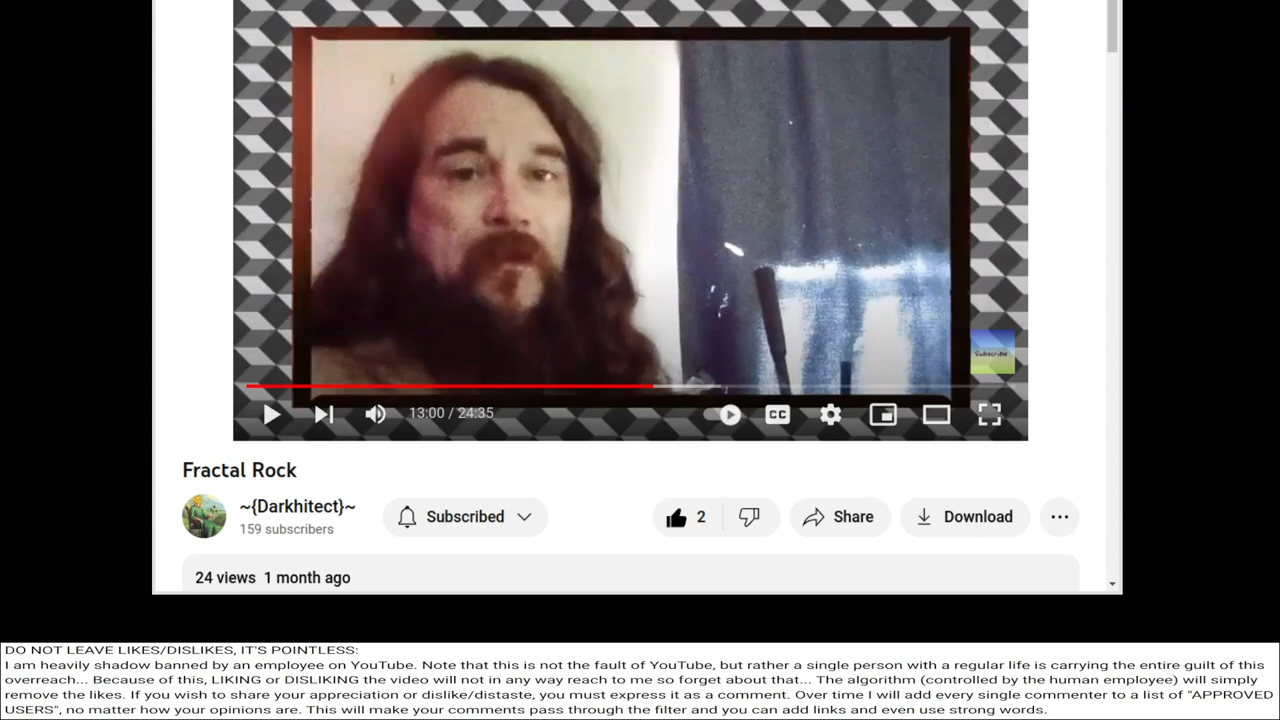 Subscribe
13:00 / 24:35
CC
Fractal Rock
~{Darkhitect}~
159 subscribers
Subscribed
2
Share
Download
24 views 1 month ago
DO NOT LEAVE LIKES/DISLIKES, IT'S POINTLESS:
I am heavily shadow banned by an employee on YouTube. Note that this is not the fault of YouTube, but rather a single person with a regular life is carrying the entire guilt of this
overreach... Because of this, LIKING or DISLIKING the video will not in any way reach to me so forget about that... The algorithm (controlled by the human employee) will simply
remove the likes. If you wish to share your appreciation or dislike/distaste, you must express it as a comment. Over time I will add every single commenter to a list of "APPROVED
USERS", no matter how your opinions are. This will make your comments pass through the filter and you can add links and even use strong words.